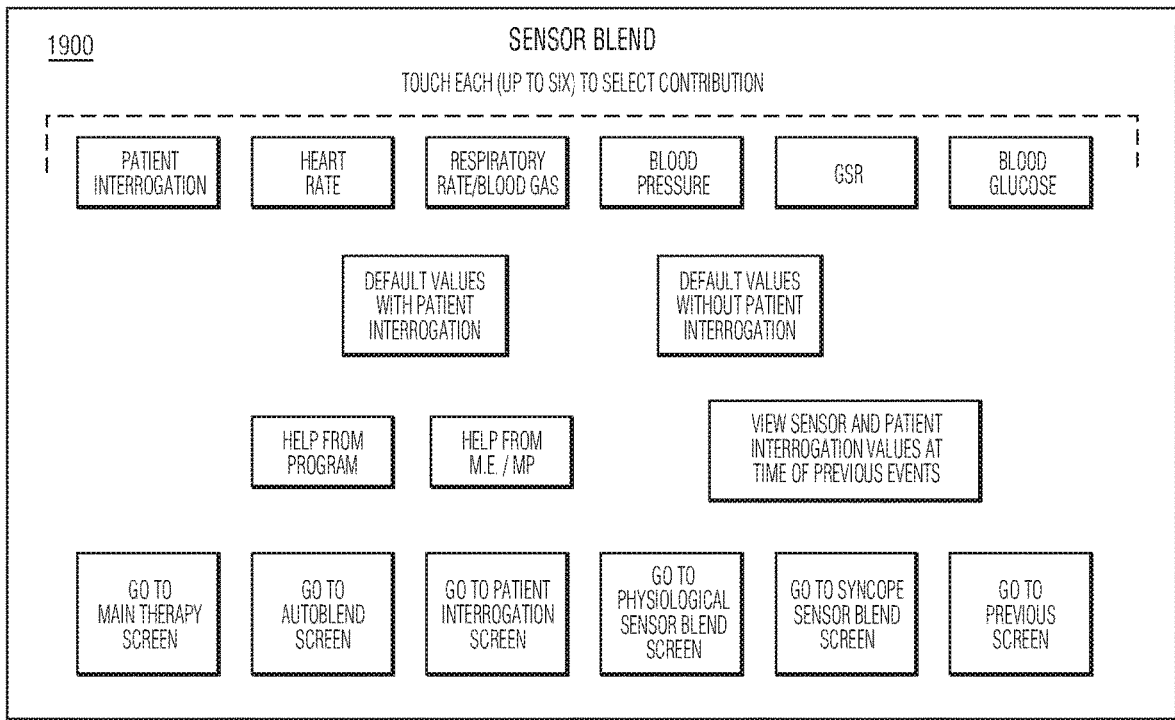 1900
SENSOR BLEND
TOUCH EACH (UP TO SIX) TO SELECT CONTRIBUTION
PATIENT
INTERROGATION
HEART
RATE
RESPIRATORY
RATE/BLOOD GAS
BLOOD
PRESSURE
GSR
BLOOD
GLUCOSE
DEFAULT VALUES
WITH PATIENT
INTERROGATION
DEFAULT VALUES
WITHOUT PATIENT
INTERROGATION
HELP FROM
PROGRAM
HELP FROM
M.E. / MP
VIEW SENSOR AND PATIENT
INTERROGATION VALUES AT
TIME OF PREVIOUS EVENTS
GO TO
MAIN THERAPY
SCREEN
GO TO
AUTOBLEND
SCREEN
GO TO PATIENT
INTERROGATION
SCREEN
GO TO
PHYSIOLOGICAL
SENSOR BLEND
SCREEN
GO TO SYNCOPE
SENSOR BLEND
SCREEN
GO TO
PREVIOUS
SCREEN